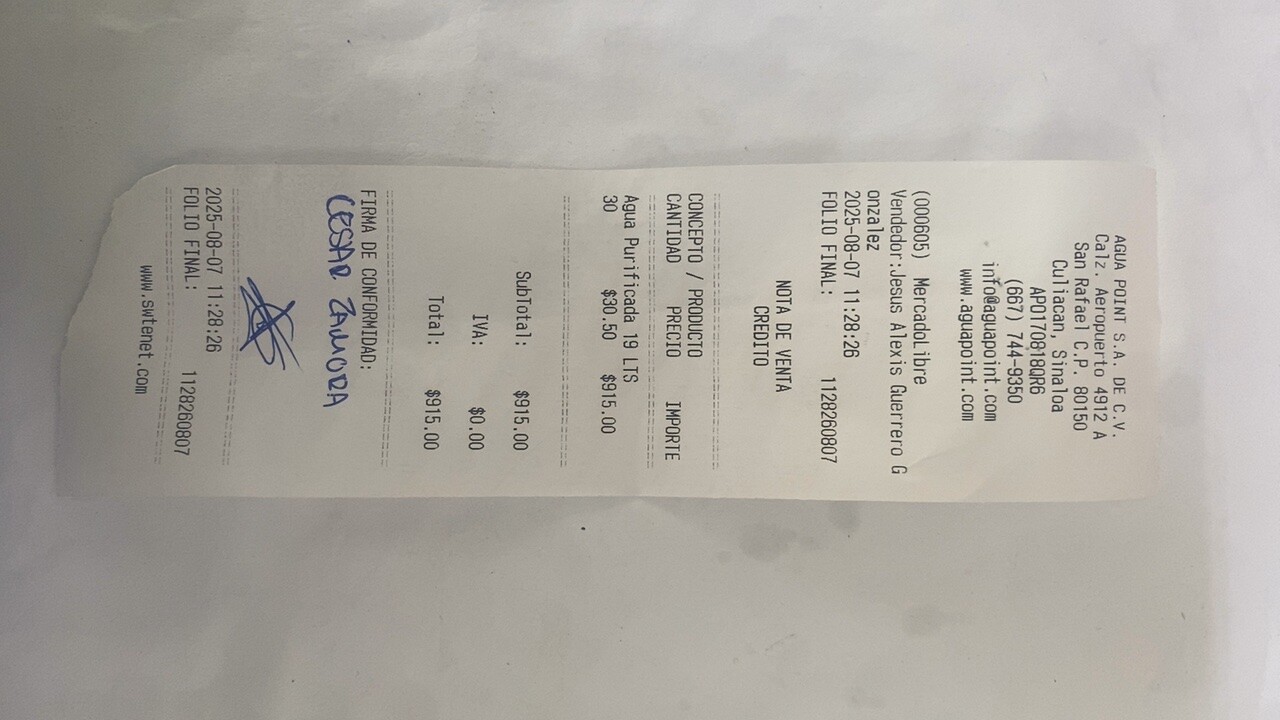 AGUA POINT S.A. DE C.V.
Calz. Aeropuerto 4912 A
San Rafael C.P. 80150
Culiacan, Sinaloa
APO170818QR6
(667) 744-9350
info@aguapoint.com
www.aguapoint.com
(000605) MercadoLibre
Vendedor:Jesus Alexis Guerrero G
onzalez
2025-08-07 11:28:26
FOLIO FINAL: 1128260807
NOTA DE VENTA
CREDITO
CONCEPTO / PRODUCTO
CANTIDAD PRECIO IMPORTE
Agua Purificada 19 LTS
30 $30.50 $915.00
SubTotal: $915.00
IVA: $0.00
Total: $915.00
FIRMA DE CONFORMIDAD:
CESAR ZAMORA
2025-08-07 11:28:26
FOLIO FINAL: 1128260807
www.swtenet.com